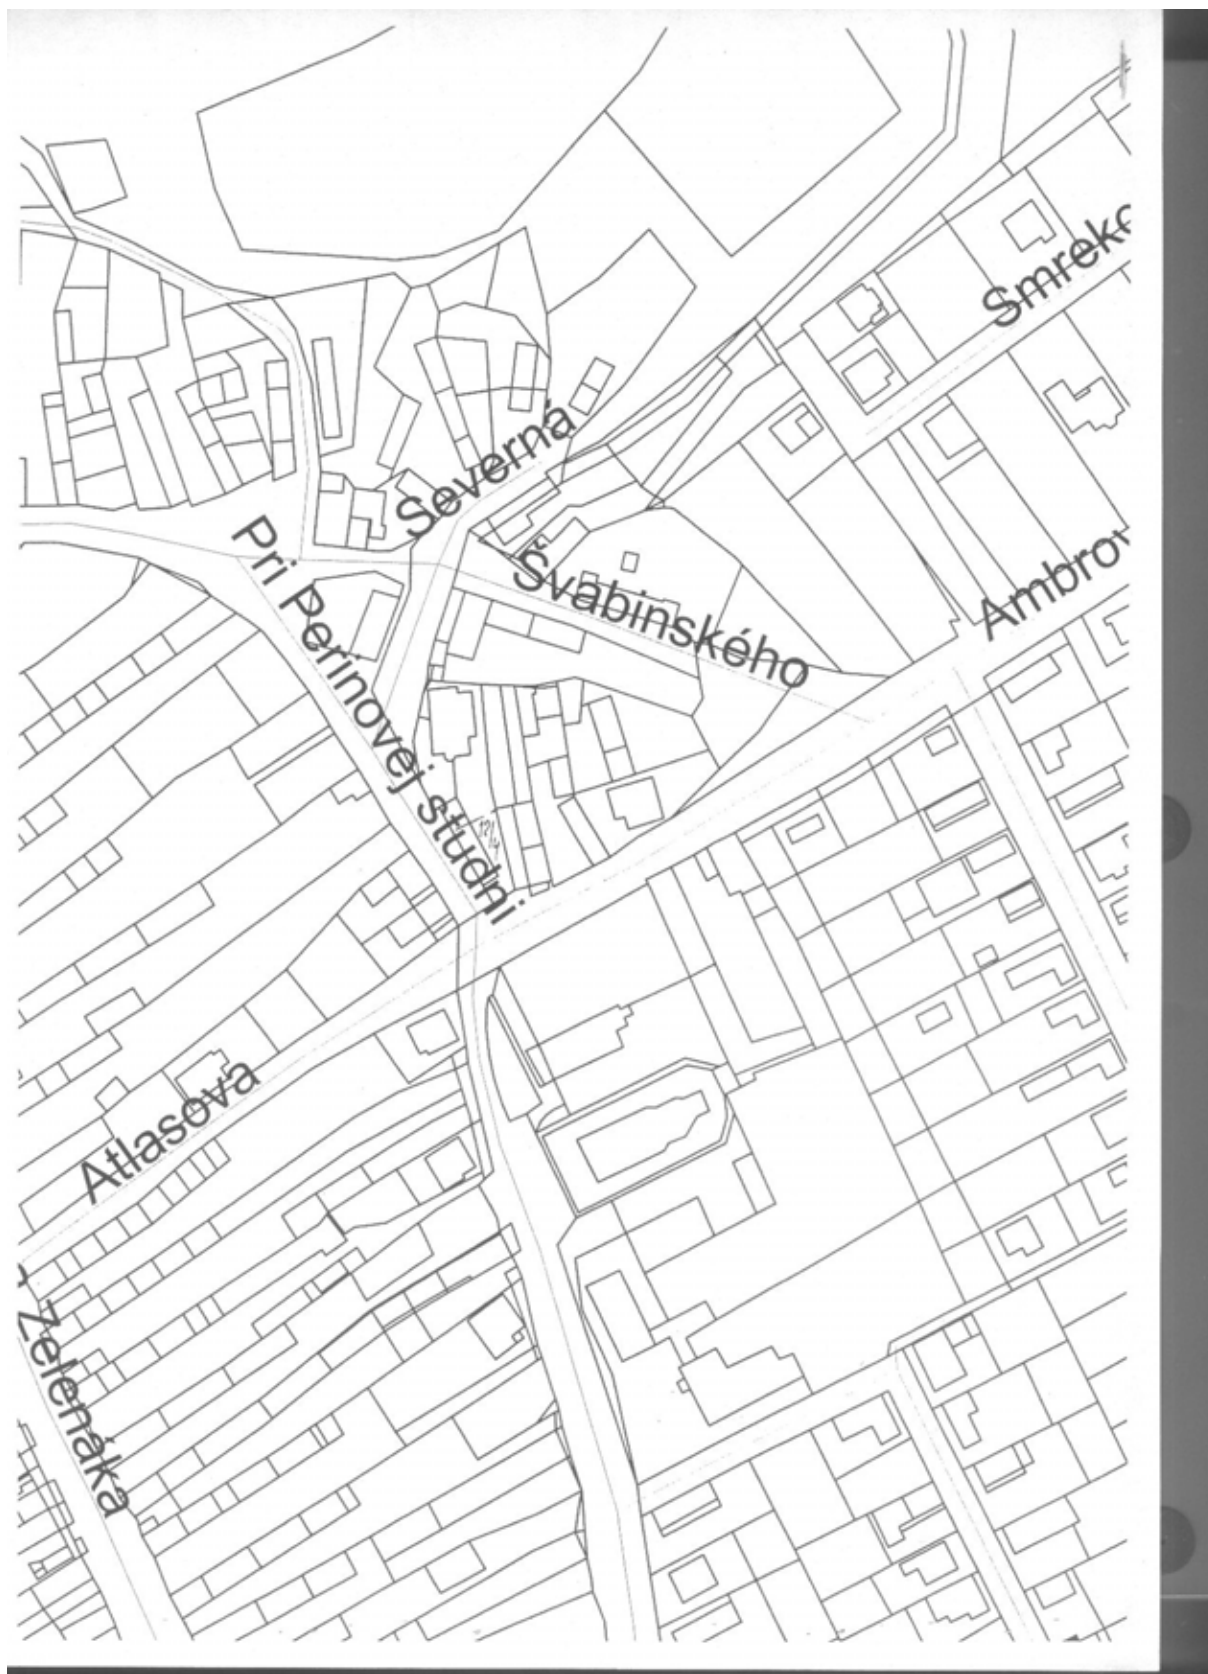 Smreko
Severná
Pri Perinovej studni
Švabinského
Ambrov
Atlasova
Zelenáka